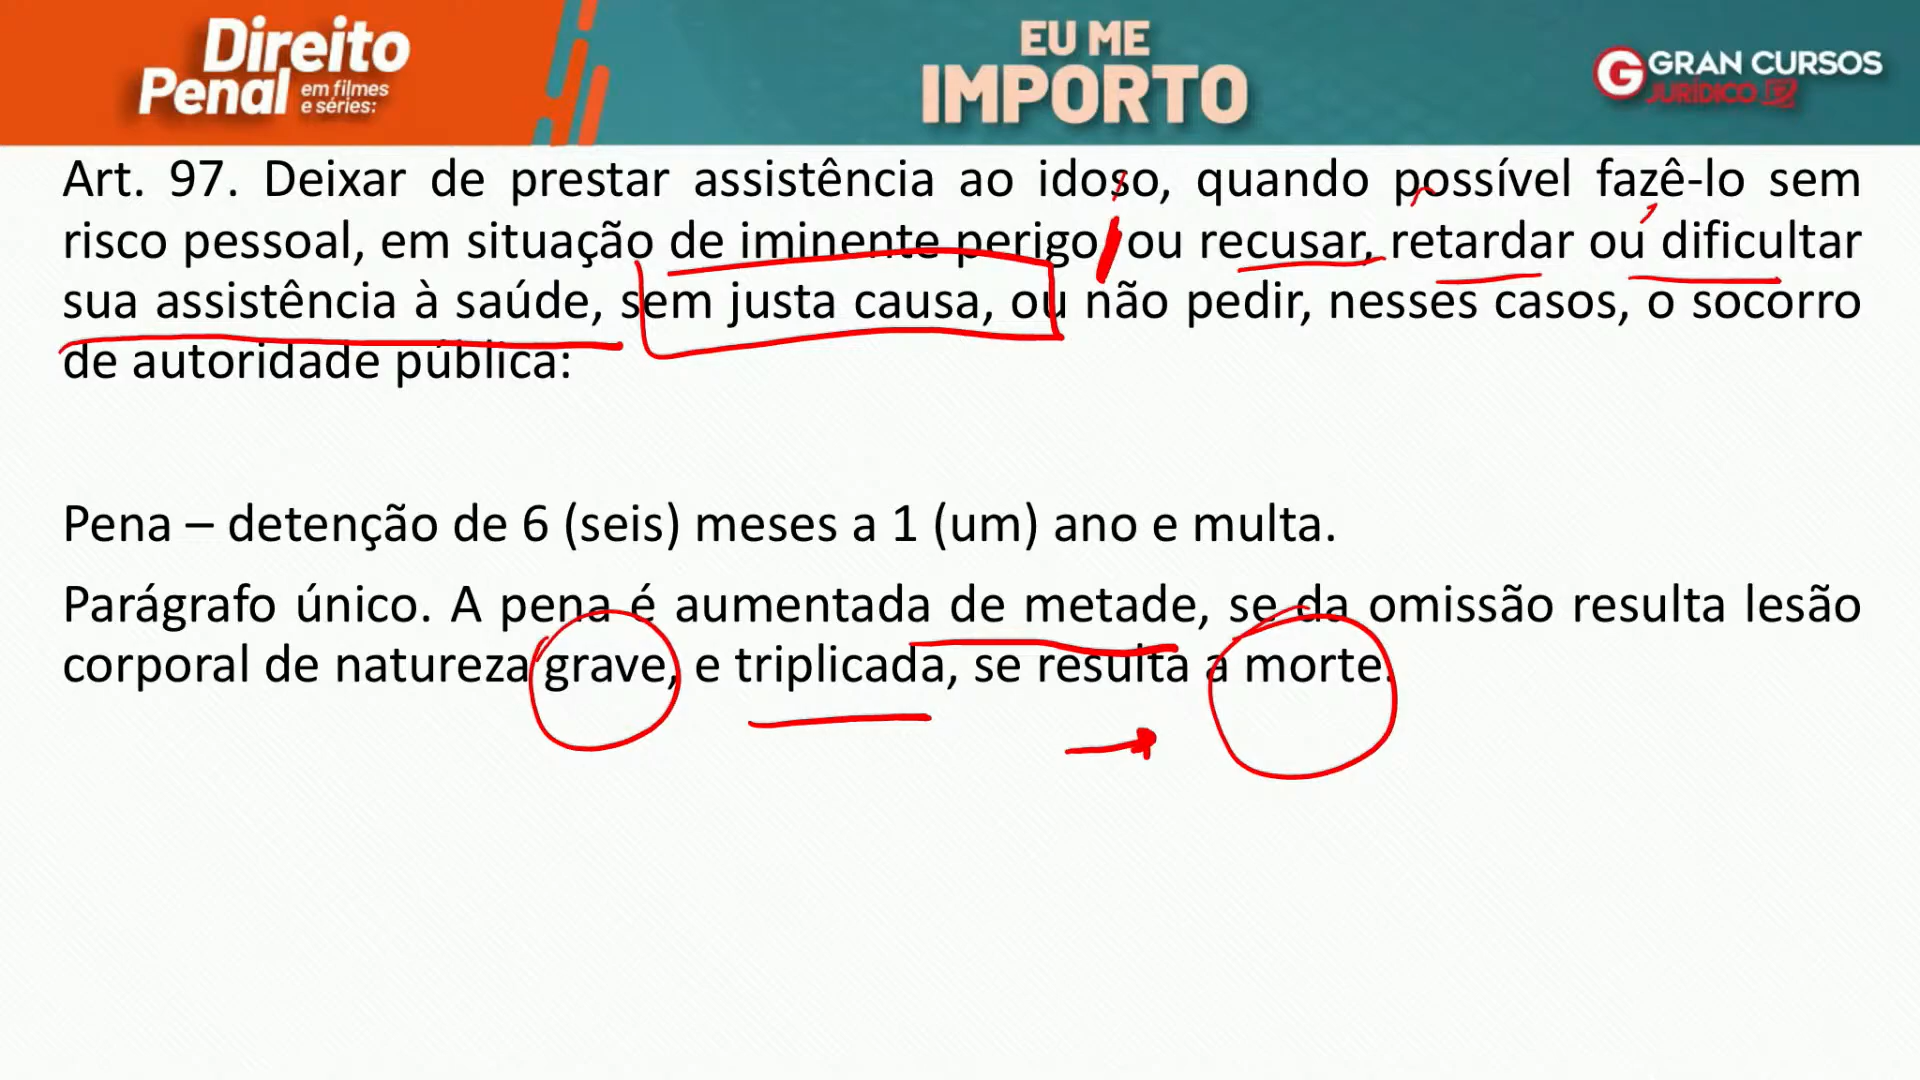 Direito
Penal em filmes
e séries:
EU ME
IMPORTO
GRAN CURSOS
JURÍDICO
Art. 97. Deixar de prestar assistência ao idoso, quando possível fazê-lo sem
risco pessoal, em situação de iminente perigo, ou recusar, retardar ou dificultar
sua assistência à saúde, sem justa causa, ou não pedir, nesses casos, o socorro
de autoridade pública:
Pena – detenção de 6 (seis) meses a 1 (um) ano e multa.
Parágrafo único. A pena é aumentada de metade, se da omissão resulta lesão
corporal de natureza grave, e triplicada, se resulta a morte.